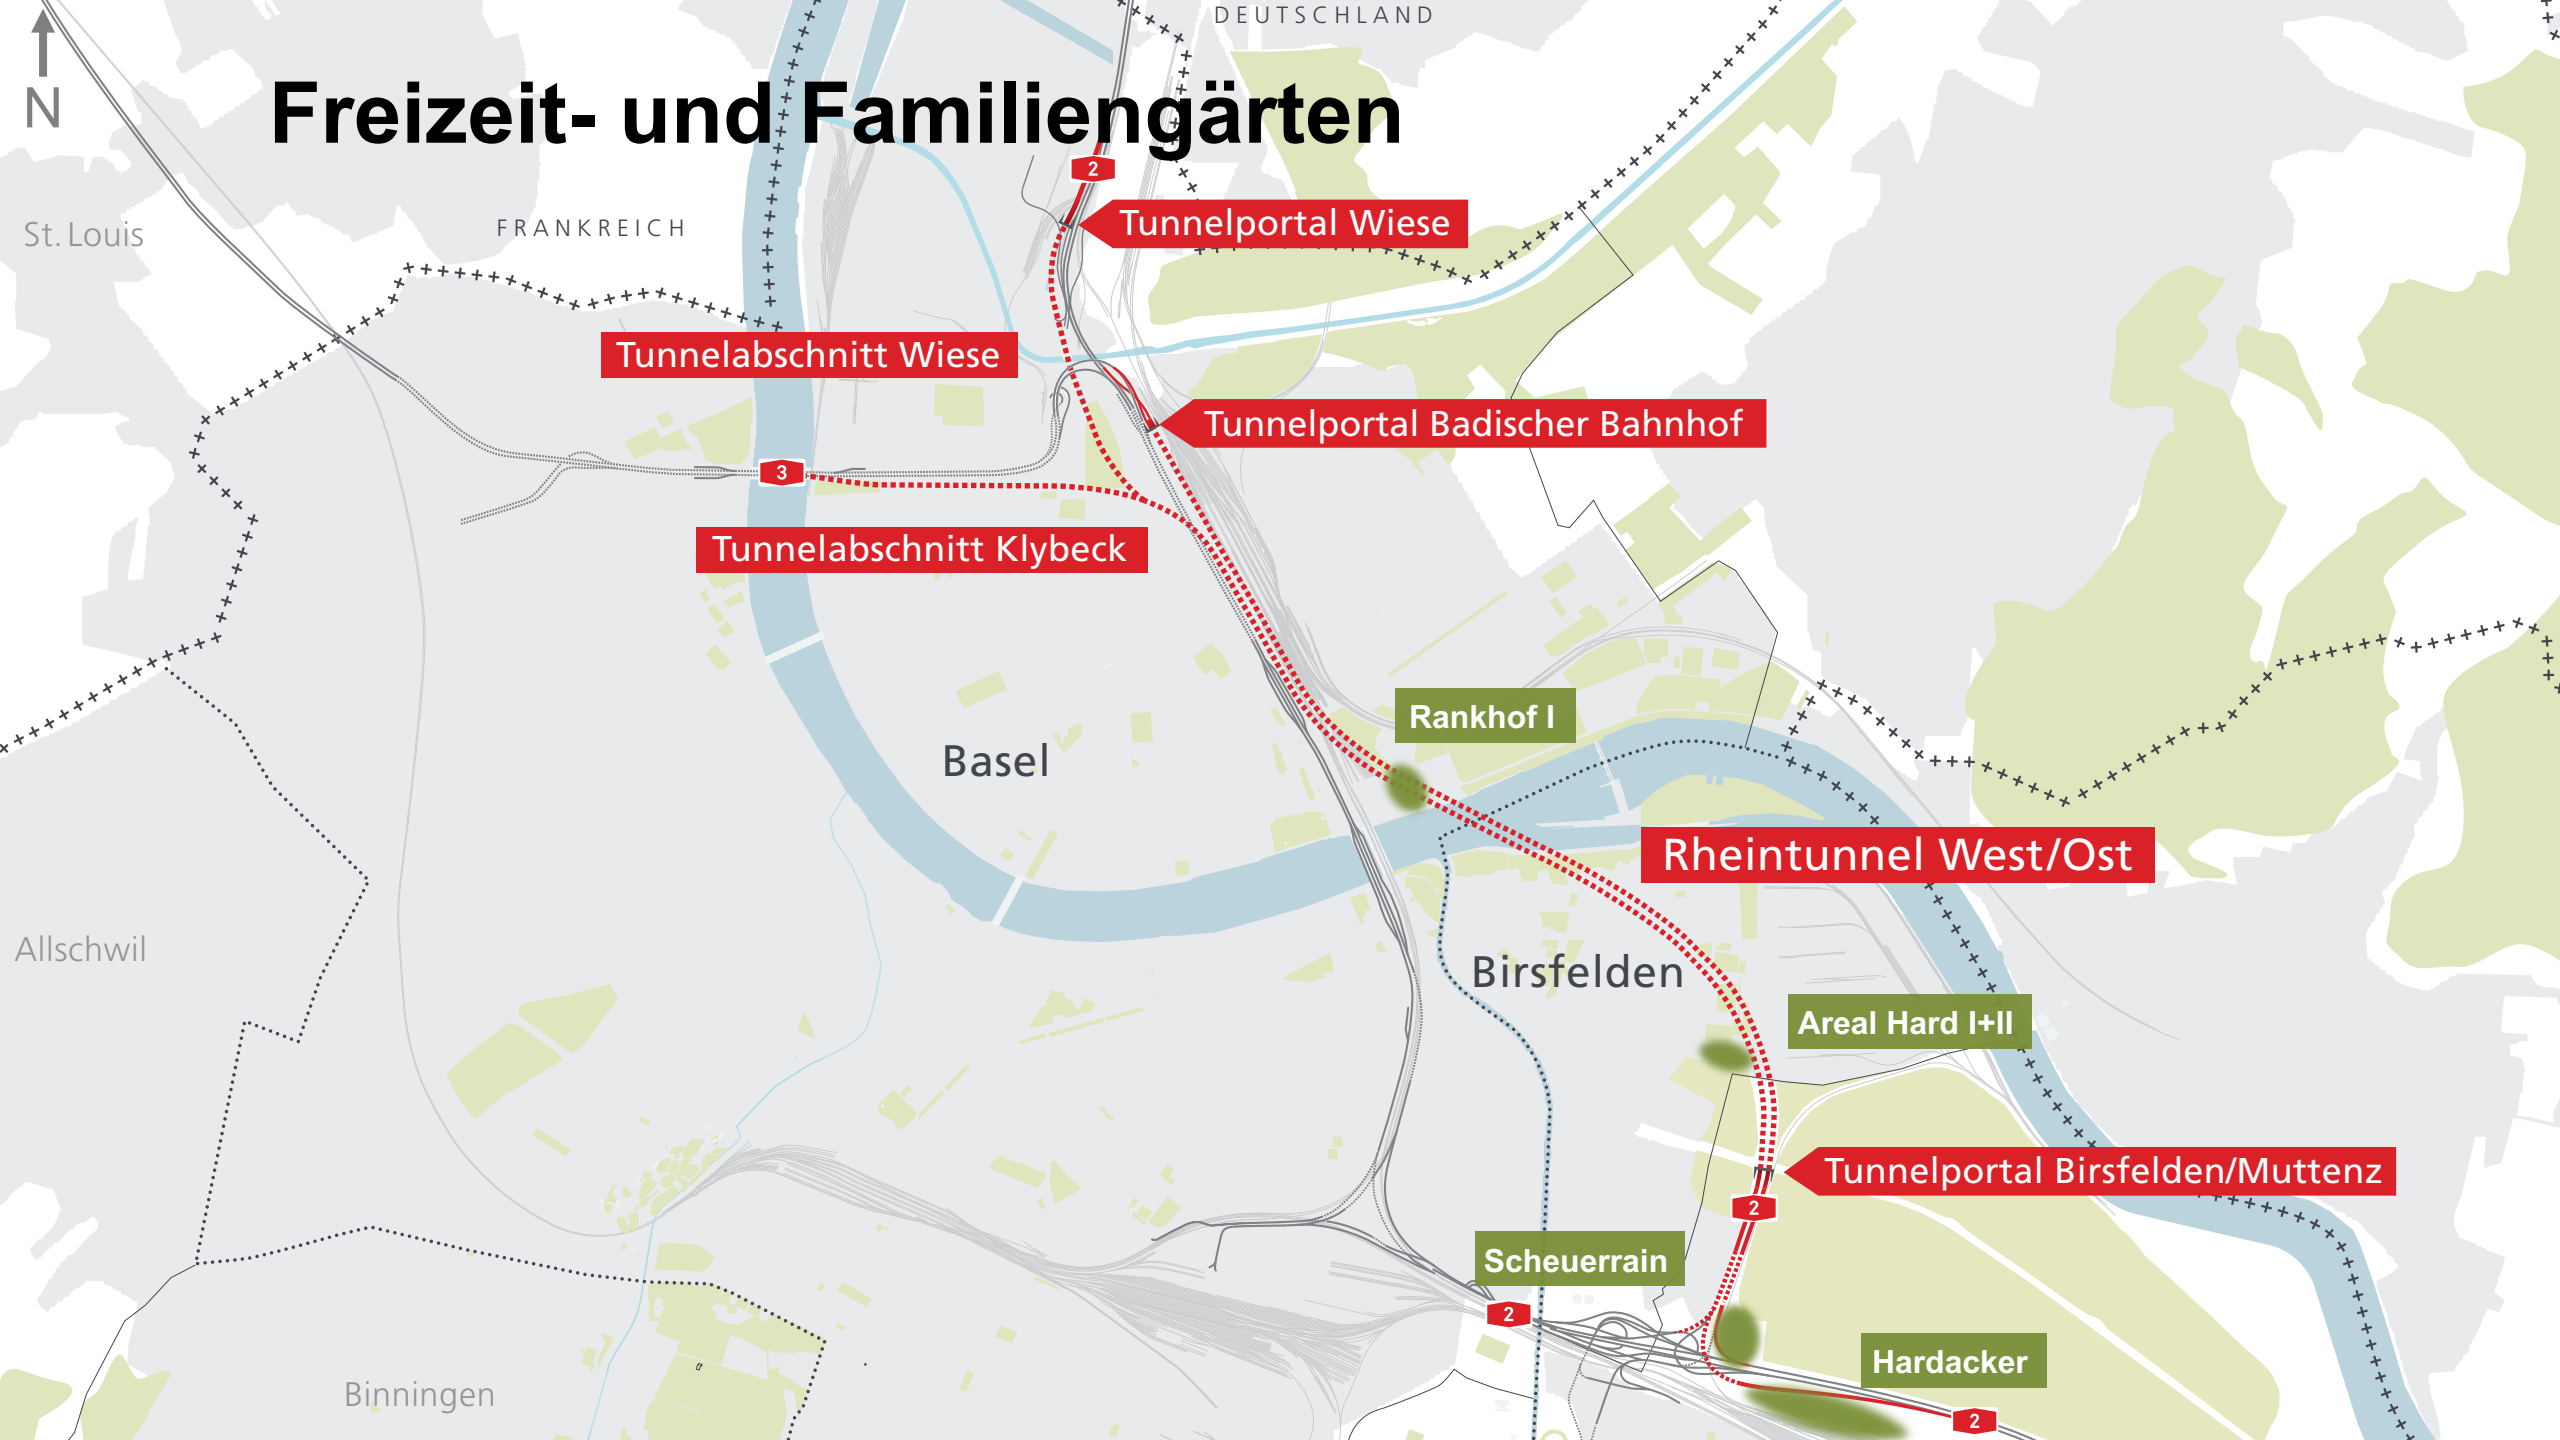 DEUTSCHLAND
N
Freizeit- und Familiengärten
2
St. Louis
FRANKREICH
Tunnelportal Wiese
Tunnelabschnitt Wiese
Tunnelportal Badischer Bahnhof
3
Tunnelabschnitt Klybeck
Rankhof I
Basel
Rheintunnel West/Ost
Allschwil
Birsfelden
Areal Hard I+II
Tunnelportal Birsfelden/Muttenz
2
Scheuerrain
2
Hardacker
Binningen
2